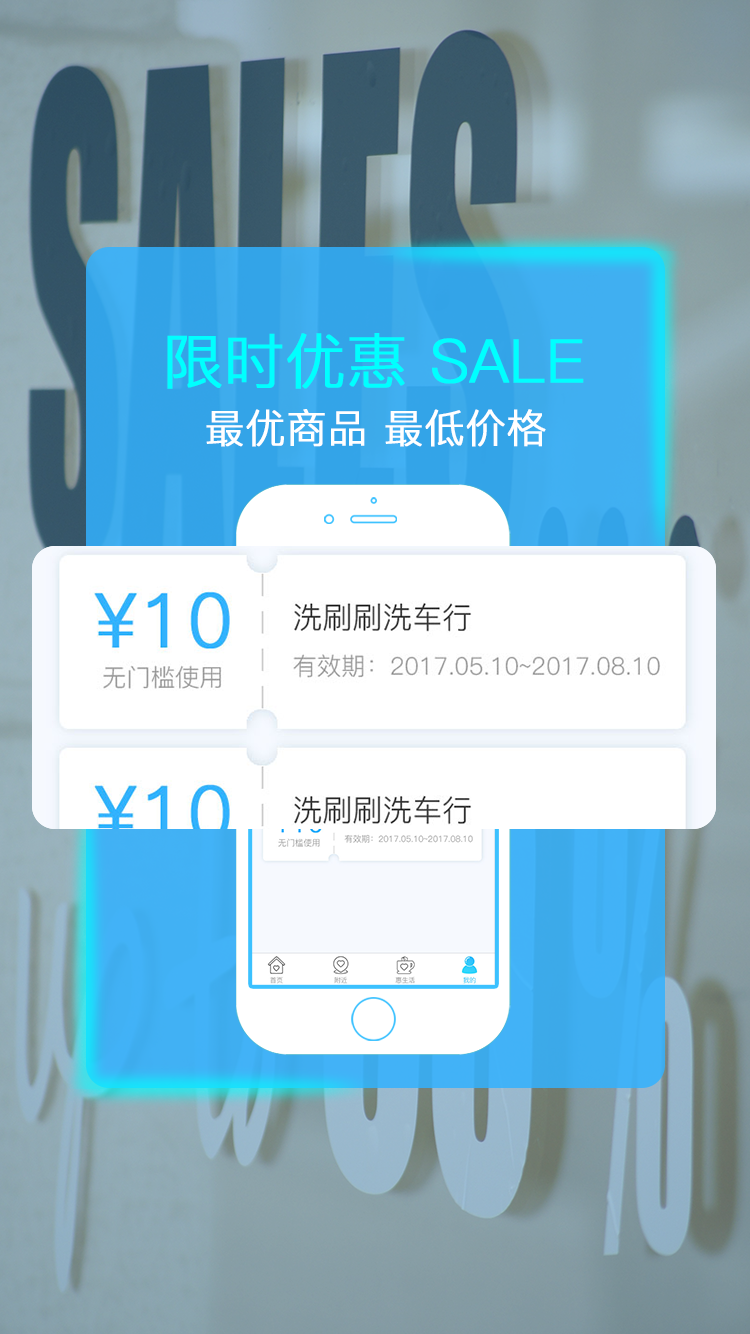 SALES
限时优惠 SALE
最优商品 最低价格
¥10
洗刷刷洗车行
无门槛使用
有效期：2017.05.10~2017.08.10
¥10
洗刷刷洗车行
无门槛使用
有效期：2017.05.10~2017.08.10
首页
附近
惠生活
我的
up to
%